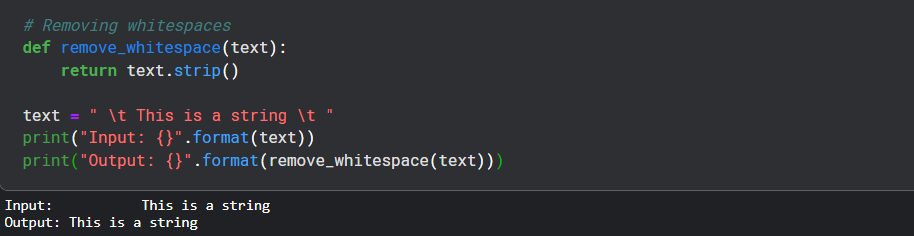 # Removing whitespaces
def remove_whitespace(text):
    return text.strip()
text = " \t This is a string \t "
print("Input: {}".format(text))
print("Output: {}".format(remove_whitespace(text)))
Input:           This is a string
Output: This is a string